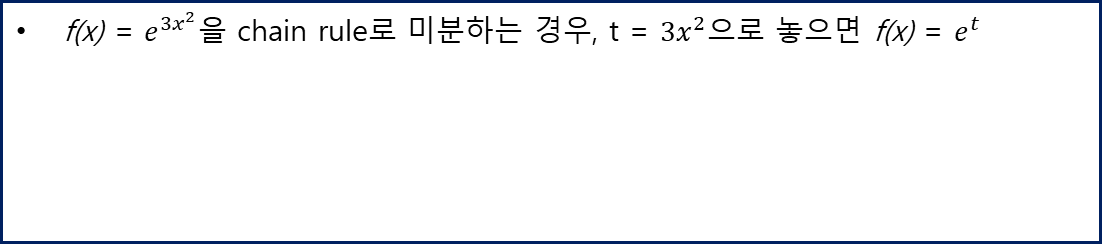 • f(x) = e^{3x^2}을 chain rule로 미분하는 경우, t = 3x^2으로 놓으면 f(x) = e^t